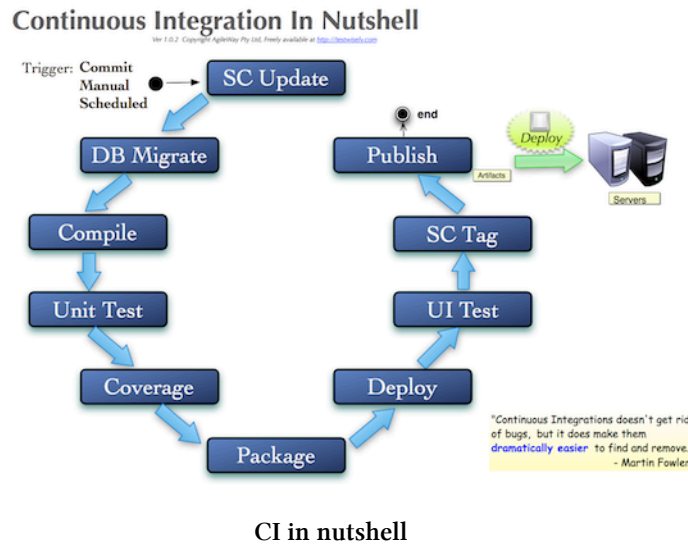 Continuous Integration In Nutshell
Ver 1.0.2 Copyright AgileWay Pty Ltd, Freely available at http://testwisely.com
Trigger: Commit
Manual
Scheduled
SC Update
DB Migrate
Compile
Unit Test
Coverage
Package
Deploy
UI Test
SC Tag
Publish
end
Artifacts
Deploy
Servers
"Continuous Integrations doesn't get rid
of bugs, but it does make them
dramatically easier to find and remove.
- Martin Fowler
CI in nutshell